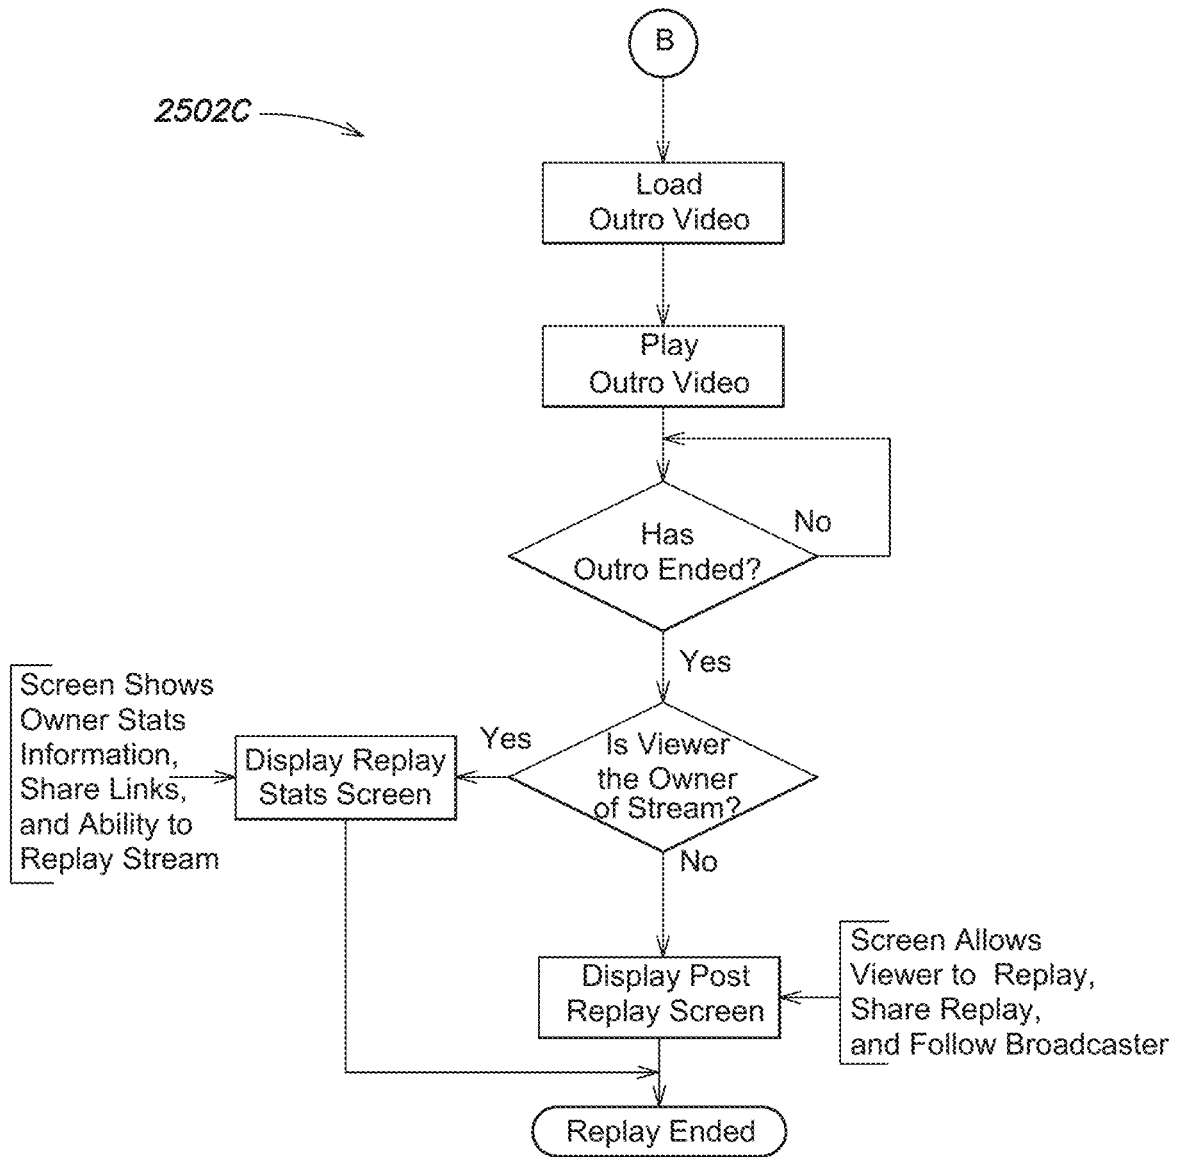 B
2502C
Load
Outro Video
Play
Outro Video
Has
Outro Ended?
No
Yes
Is Viewer
the Owner
of Stream?
Yes
No
Display Replay
Stats Screen
Screen Shows
Owner Stats
Information,
Share Links,
and Ability to
Replay Stream
Display Post
Replay Screen
Screen Allows
Viewer to Replay,
Share Replay,
and Follow Broadcaster
Replay Ended